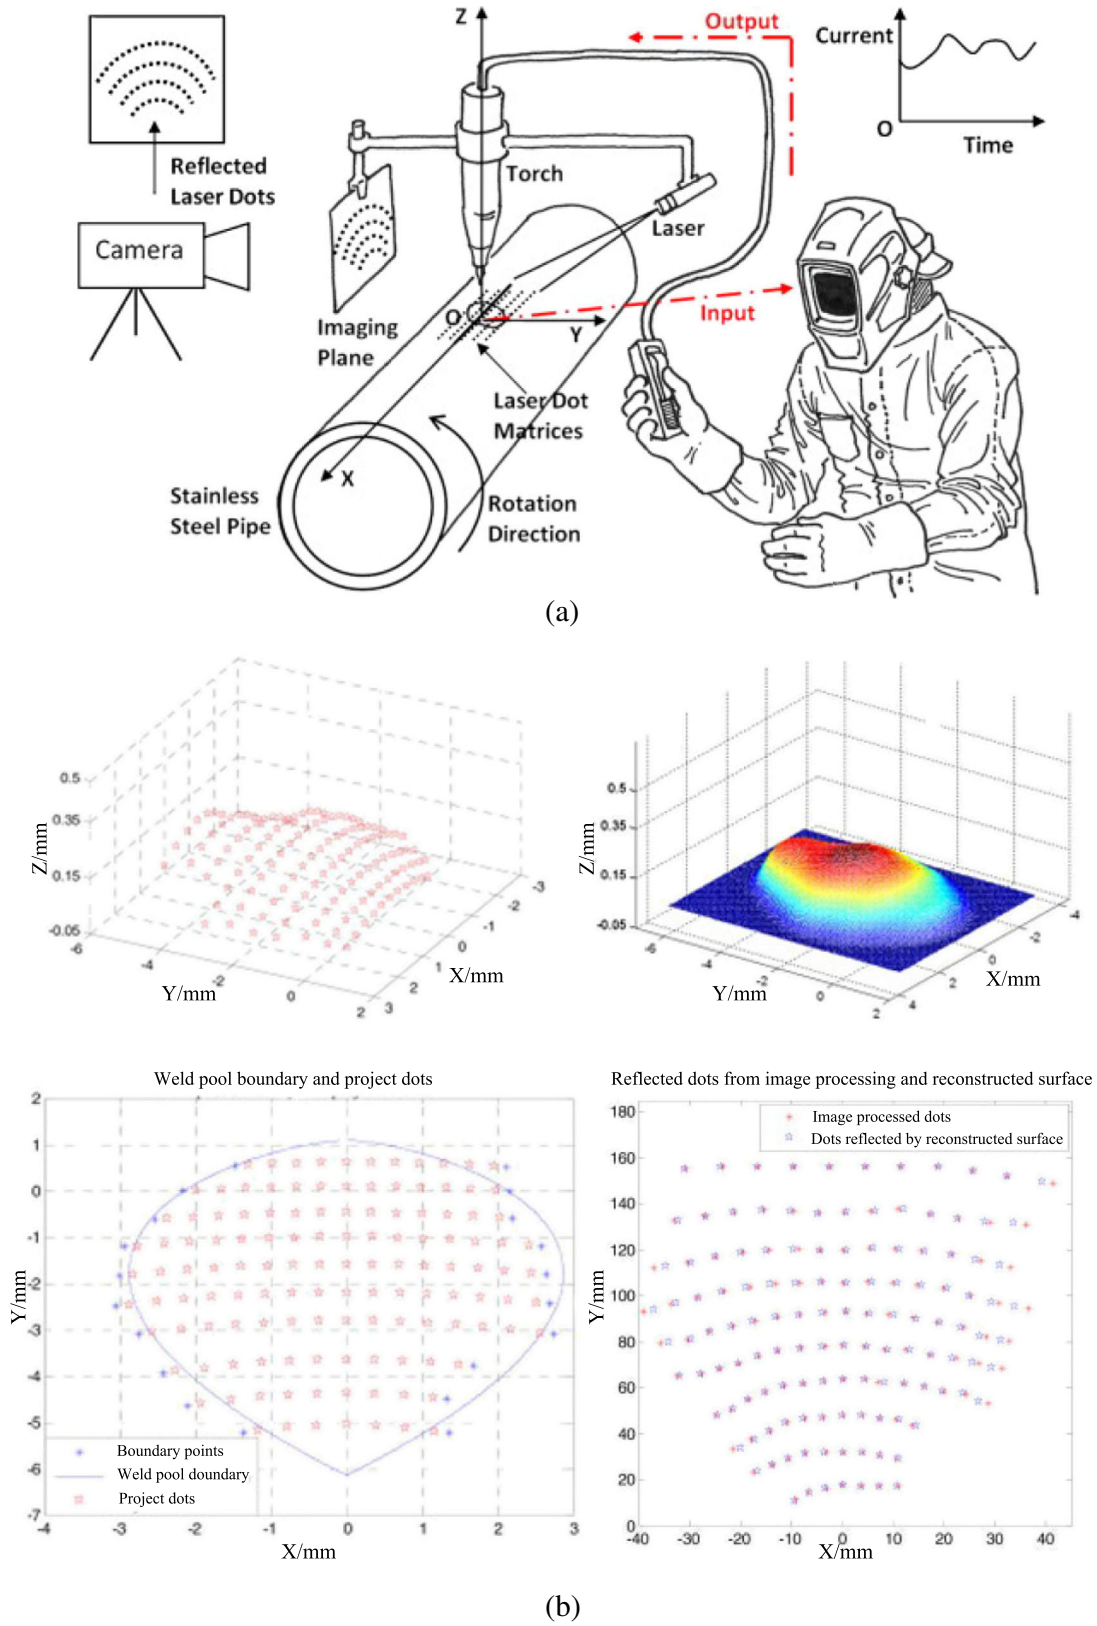 Z
Output
Current
O
Time
Reflected
Laser Dots
Camera
Torch
Laser
Imaging
Plane
O
Y
Input
Laser Dot
Matrices
X
Stainless
Steel Pipe
Rotation
Direction
(a)
0.5
0.35
0.15
-0.05
Z/mm
-6
-4
-2
0
2
Y/mm
3
2
1
0
-1
-2
-3
X/mm
0.5
0.35
0.15
-0.05
Z/mm
-6
-4
-2
0
2
Y/mm
4
2
0
-2
-4
X/mm
Weld pool boundary and project dots
2
1
0
-1
-2
-3
-4
-5
-6
-7
Y/mm
Boundary points
Weld pool doundary
Project dots
-4
-3
-2
-1
0
1
2
3
X/mm
Reflected dots from image processing and reconstructed surface
Image processed dots
Dots reflected by reconstructed surface
180
160
140
120
100
80
60
40
20
0
Y/mm
-40
-30
-20
-10
0
10
20
30
40
X/mm
(b)